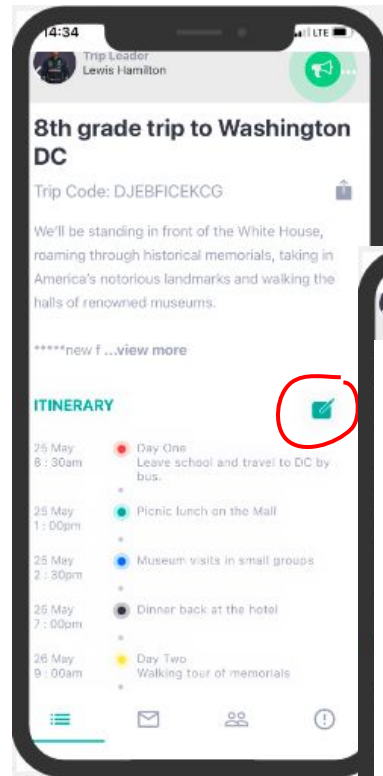 14:34
LTE
Trip Leader
Lewis Hamilton
8th grade trip to Washington
DC
Trip Code: DJEBFICEKCG
We'll be standing in front of the White House,
roaming through historical memorials, taking in
America's notorious landmarks and walking the
halls of renowned museums.
*****new f ...view more
ITINERARY
25 May
8 : 30am
Day One
Leave school and travel to DC by
bus.
25 May
1 : 00pm
Picnic lunch on the Mall
25 May
2 : 30pm
Museum visits in small groups
25 May
7 : 00pm
Dinner back at the hotel
26 May
9 : 00am
Day Two
Walking tour of memorials